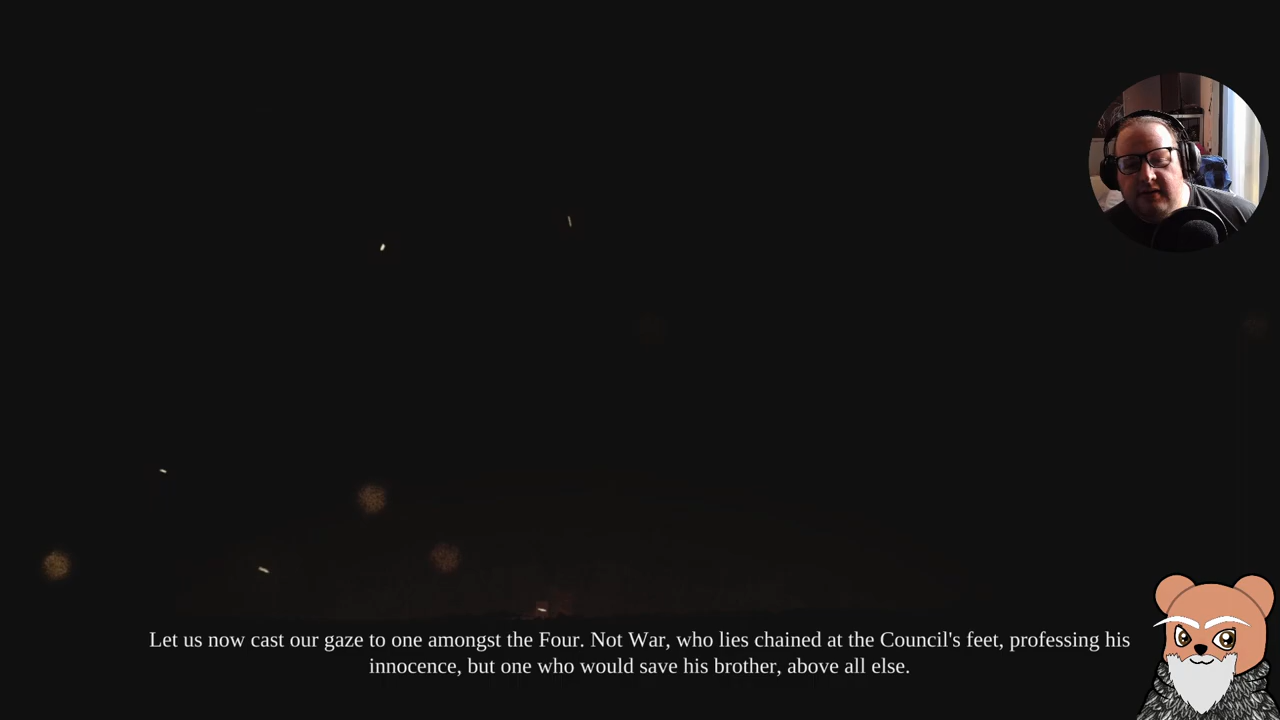 Let us now cast our gaze to one amongst the Four. Not War, who lies chained at the Council's feet, professing his
innocence, but one who would save his brother, above all else.